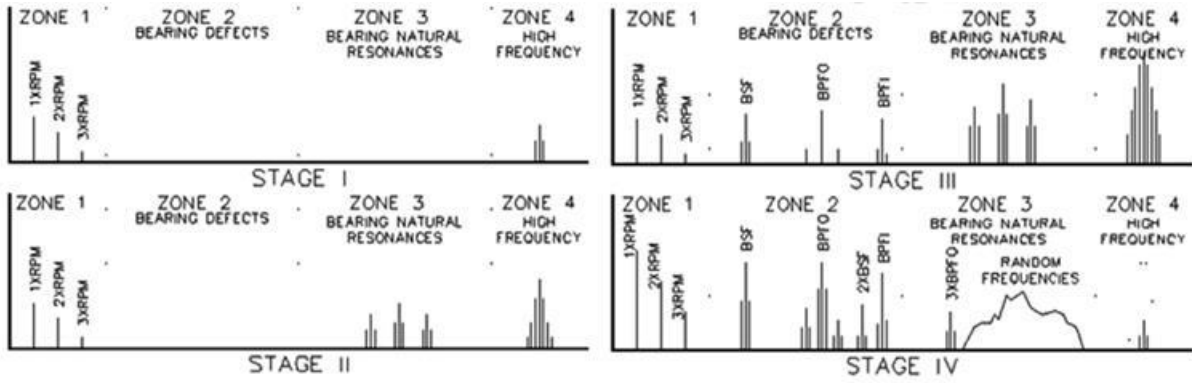 ZONE 1
ZONE 2
BEARING DEFECTS
ZONE 3
BEARING NATURAL
RESONANCES
ZONE 4
HIGH
FREQUENCY
1XRPM
2XRPM
3XRPM
STAGE I
ZONE 1
ZONE 2
BEARING DEFECTS
ZONE 3
BEARING NATURAL
RESONANCES
ZONE 4
HIGH
FREQUENCY
1XRPM
2XRPM
3XRPM
BSF
BPFO
BPFI
STAGE III
ZONE 1
ZONE 2
BEARING DEFECTS
ZONE 3
BEARING NATURAL
RESONANCES
ZONE 4
HIGH
FREQUENCY
1XRPM
2XRPM
3XRPM
STAGE II
ZONE 1
ZONE 2
ZONE 3
BEARING NATURAL
RESONANCES
ZONE 4
HIGH
FREQUENCY
1XRPM
2XRPM
3XRPM
BSF
BPFO
2XBSF
BPFI
3XBPFO
RANDOM
FREQUENCIES
STAGE IV